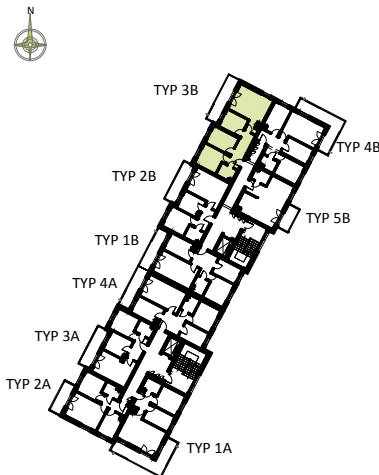 N
TYP 3B
TYP 4B
TYP 2B
TYP 5B
TYP 1B
TYP 4A
TYP 3A
TYP 2A
TYP 1A